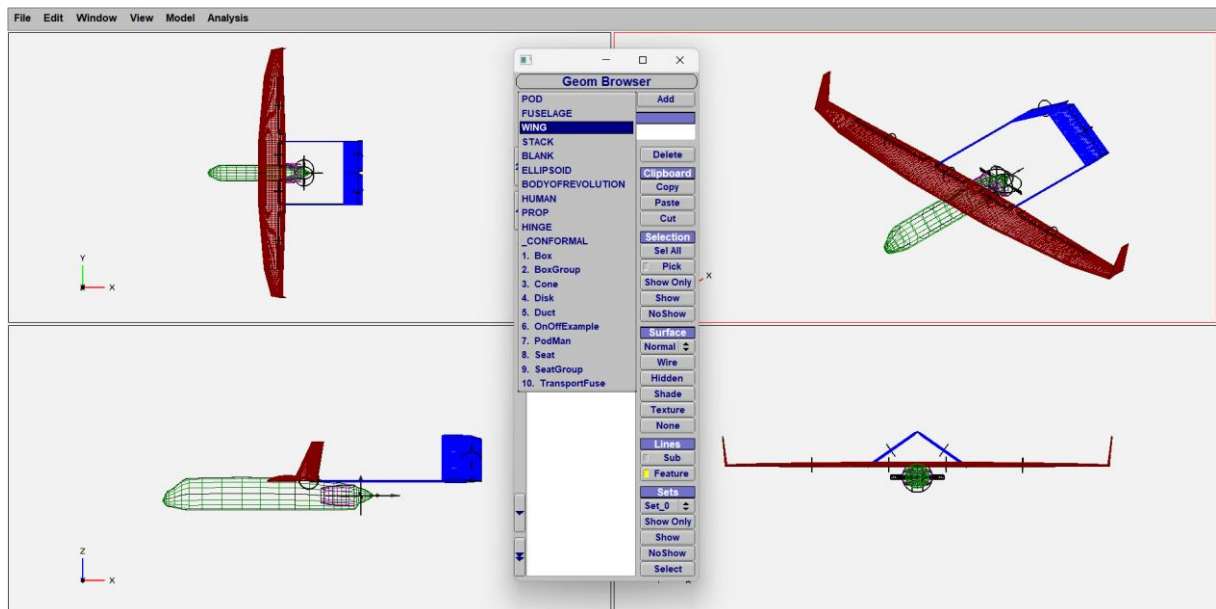 File Edit Window View Model Analysis
Geom Browser
POD
FUSELAGE
WING
STACK
BLANK
ELLIPSOID
BODYOFREVOLUTION
HUMAN
PROP
HINGE
_CONFORMAL
1. Box
2. BoxGroup
3. Cone
4. Disk
5. Duct
6. OnOffExample
7. PodMan
8. Seat
9. SeatGroup
10. TransportFuse
Add
Delete
Clipboard
Copy
Paste
Cut
Selection
Sel All
Pick
Show Only
Show
NoShow
Surface
Normal
Wire
Hidden
Shade
Texture
None
Lines
Sub
Feature
Sets
Set_0
Show Only
Show
NoShow
Select
Y
X
X
Z
X